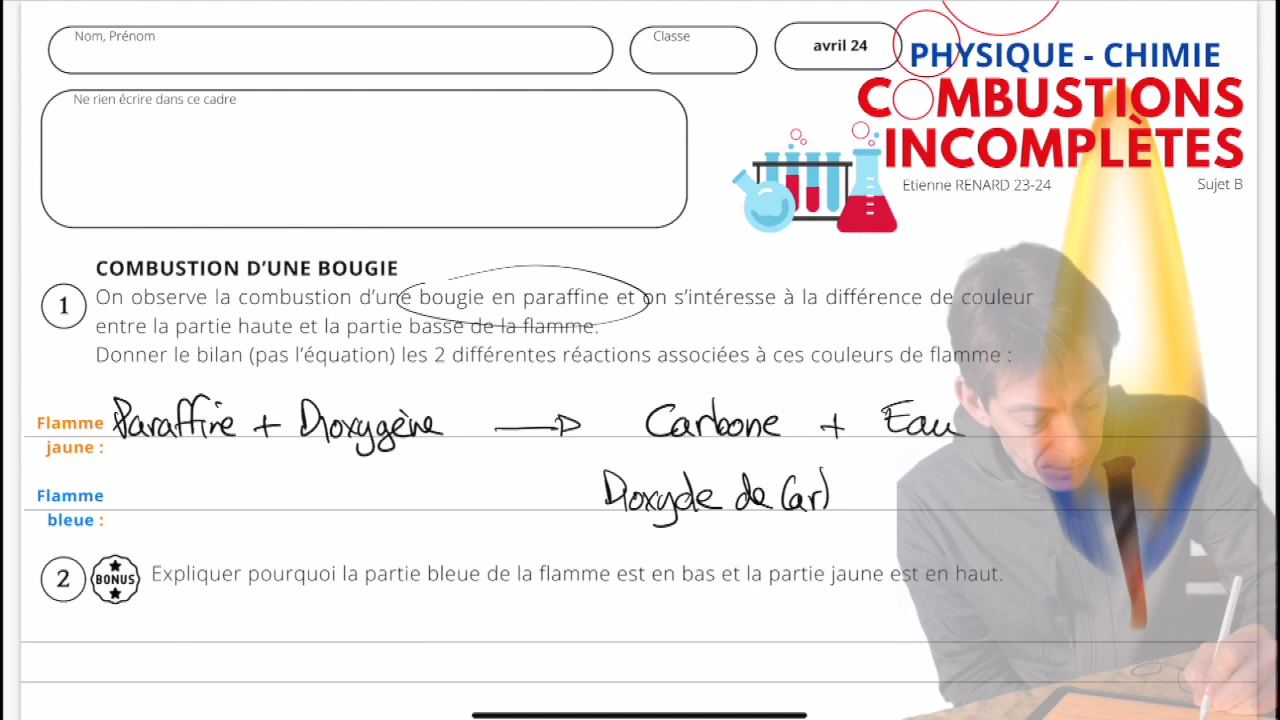 Nom, Prénom
Classe
avril 24
PHYSIQUE - CHIMIE
COMBUSTIONS
INCOMPLÈTES
Etienne RENARD 23-24
Sujet B
Ne rien écrire dans ce cadre
COMBUSTION D'UNE BOUGIE
1
On observe la combustion d'une bougie en paraffine et on s'intéresse à la différence de couleur
entre la partie haute et la partie basse de la flamme.
Donner le bilan (pas l'équation) les 2 différentes réactions associées à ces couleurs de flamme :
Flamme
jaune :
Paraffine + Dioxygène → Carbone + Eau
Flamme
bleue :
Dioxyde de Carb
2
BONUS
Expliquer pourquoi la partie bleue de la flamme est en bas et la partie jaune est en haut.